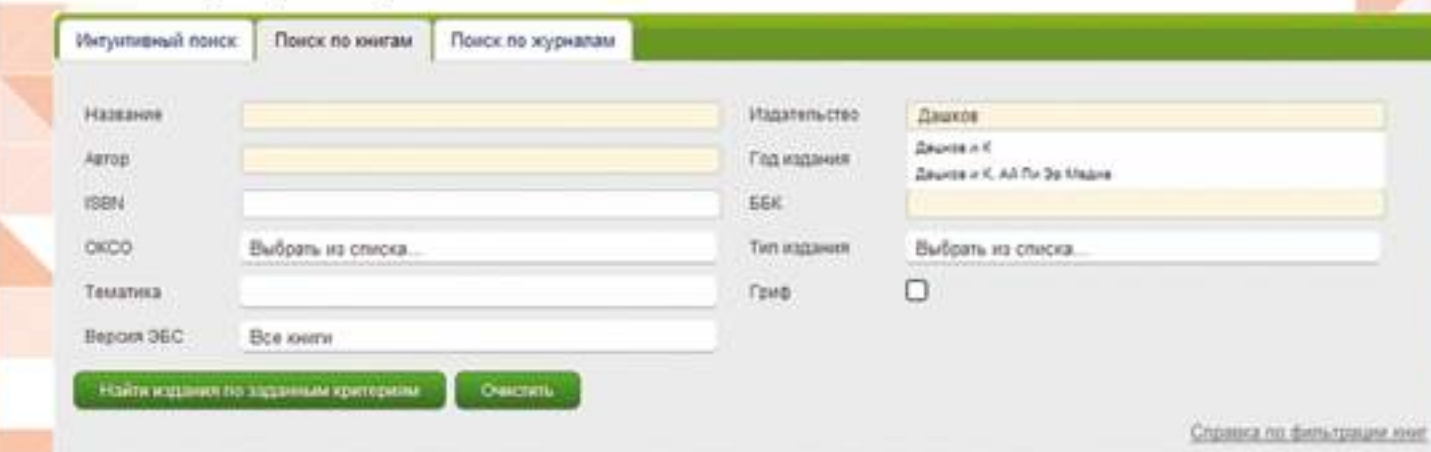 Интуитивный поиск Поиск по книгам Поиск по журналам
Название Издательство Дашков
Дашков и К
Автор Год издания
Дашков и К, Ай Пи Эр Медиа
ISBN ББК
ОКСО Выбрать из списка... Тип издания Выбрать из списка...
Тематика Гриф
Версия ЭБС Все книги
Найти издания по заданным критериям Очистить
Справка по фильтрации книг